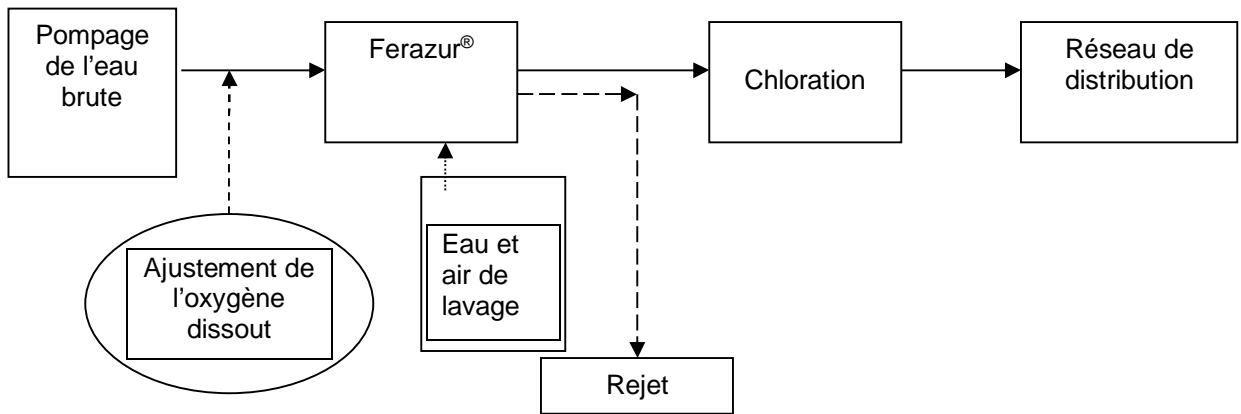 Pompage
de l'eau
brute
Ferazur®
Chloration
Réseau de
distribution
Ajustement de
l'oxygène
dissout
Eau et
air de
lavage
Rejet